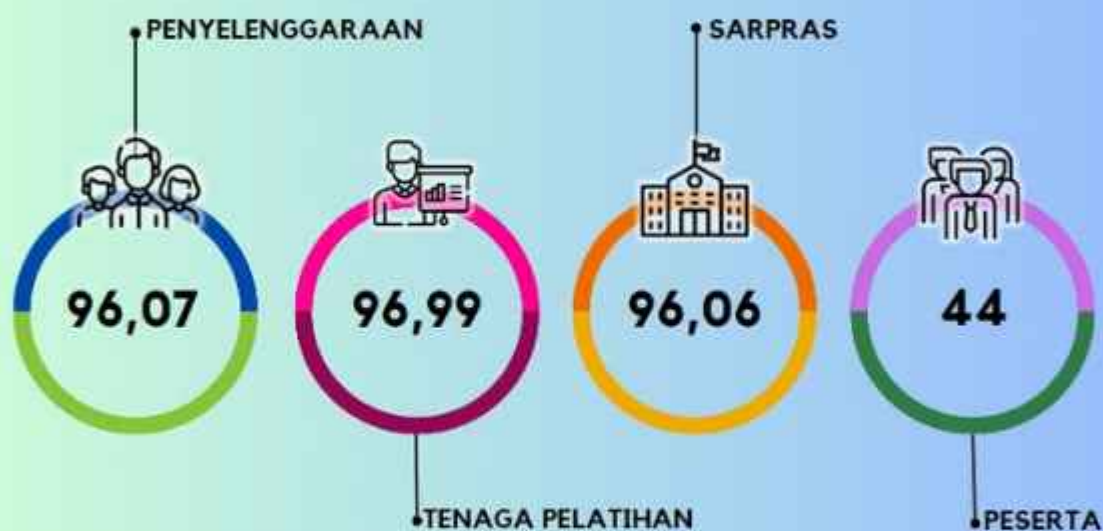 PENYELENGGARAAN
SARPRAS
96,07
96,99
96,06
44
TENAGA PELATIHAN
PESERTA